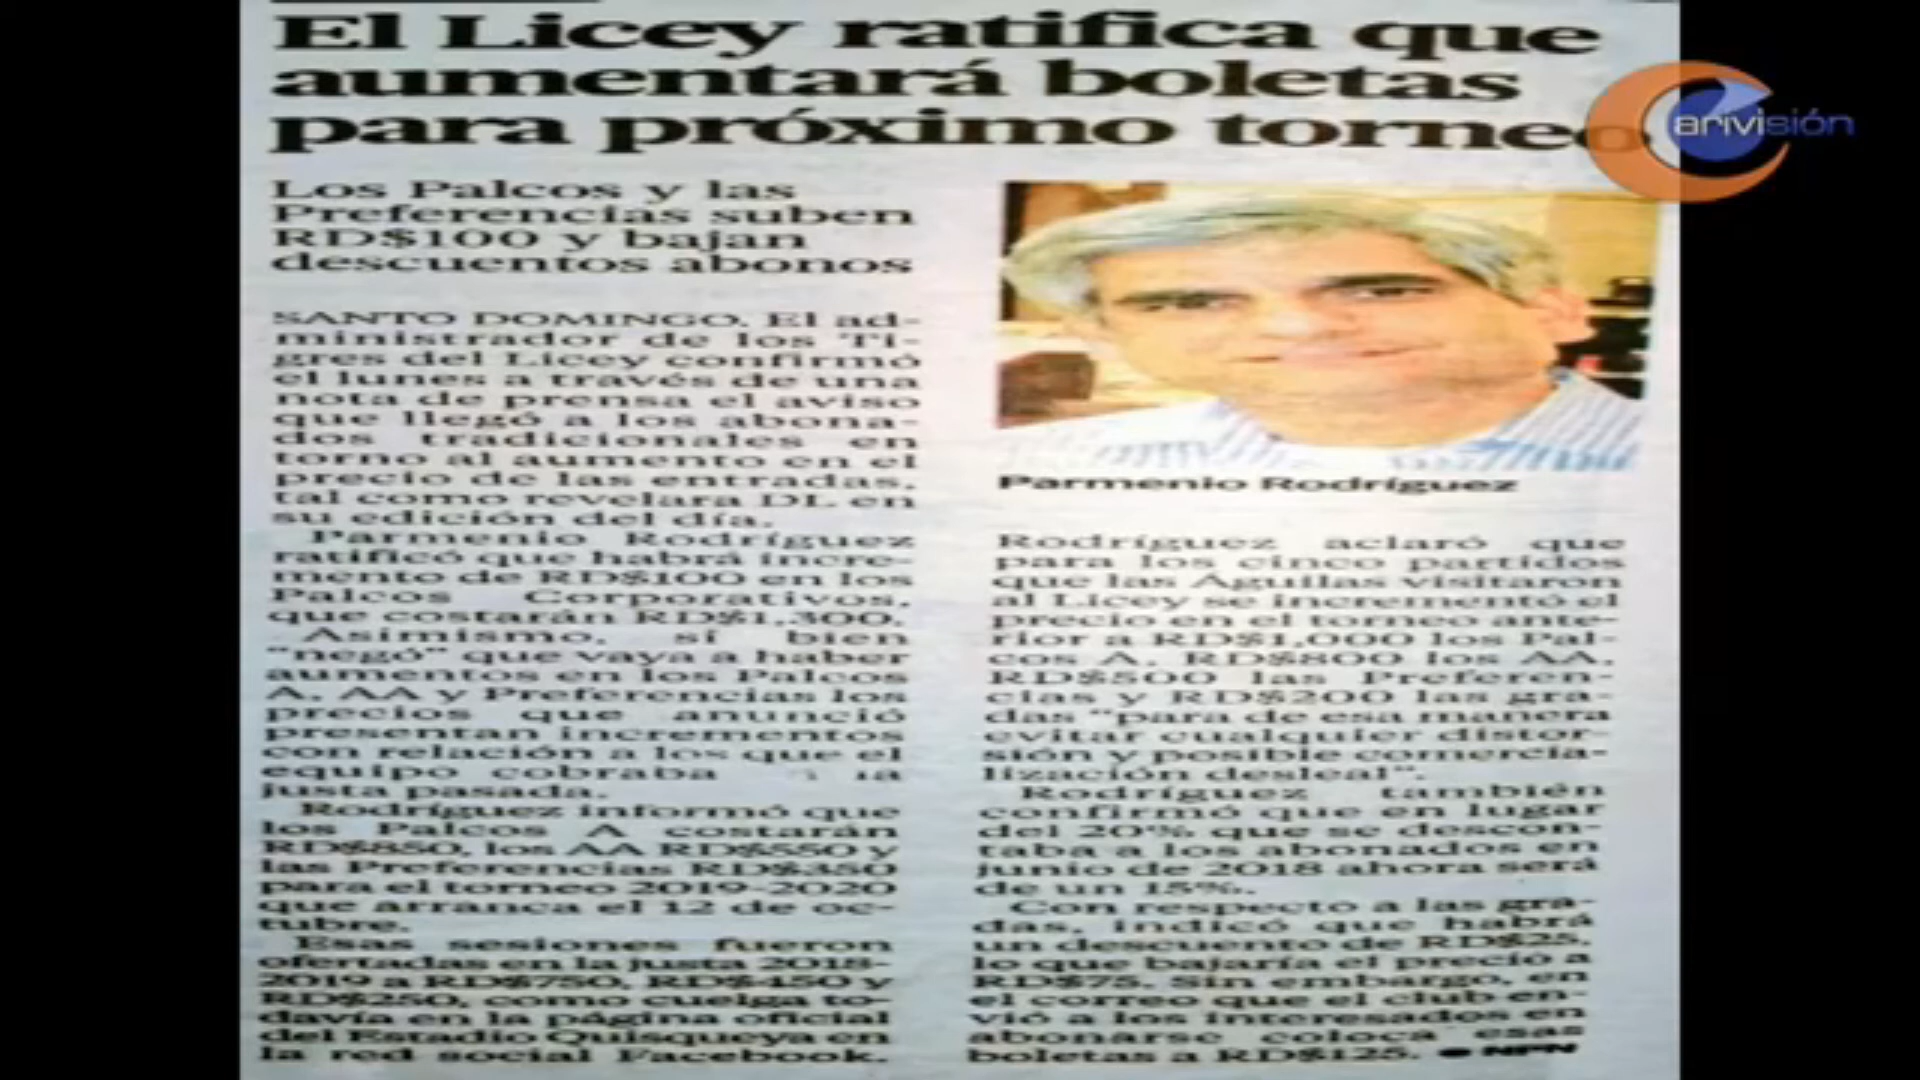 El Licey ratifica que
aumentará boletas
para próximo torneo
arivisión
Los Palcos y las
Preferencias suben
RD$100 y bajan
descuentos abonos
SANTO DOMINGO. El ad-
ministrador de los Ti-
gres del Licey confirmó
el lunes a través de una
nota de prensa el aviso
que llegó a los abona-
dos tradicionales en
torno al aumento en el
precio de las entradas,
tal como revelara DL en
su edición del día.
Parmenio Rodríguez
ratificó que habrá incre-
mento de RD$100 en los
Palcos Corporativos,
que costarán RD$1,300.
Asimismo, si bien
"negó" que vaya a haber
aumentos en los Palcos
A, AA y Preferencias los
precios que anunció
presentan incrementos
con relación a los que el
equipo cobraba la
justa pasada.
Rodríguez informó que
los Palcos A costarán
RD$850, los AA RD$550 y
las Preferencias RD$350
para el torneo 2019-2020
que arranca el 12 de oc-
tubre.
Esas sesiones fueron
ofertadas en la justa 2018-
2019 a RD$750, RD$450 y
RD$250, como cuelga to-
davía en la página oficial
del Estadio Quisqueya en
la red social Facebook.
Parmenio Rodríguez
Rodríguez aclaró que
para los cinco partidos
que las Águilas visitaron
al Licey se incrementó el
precio en el torneo ante-
rior a RD$1,000 los Pal-
cos A, RD$800 los AA,
RD$500 las Preferen-
cias y RD$200 las gra-
das "para de esa manera
evitar cualquier distor-
sión y posible comercia-
lización desleal".
Rodríguez también
confirmó que en lugar
del 20% que se descon-
taba a los abonados en
junio de 2018 ahora será
de un 15%.
Con respecto a las gra-
das, indicó que habrá
un descuento de RD$25,
lo que bajaría el precio a
RD$75. Sin embargo, en
el correo que el club en-
vió a los interesados en
abonarse coloca esas
boletas a RD$125. ● NPN